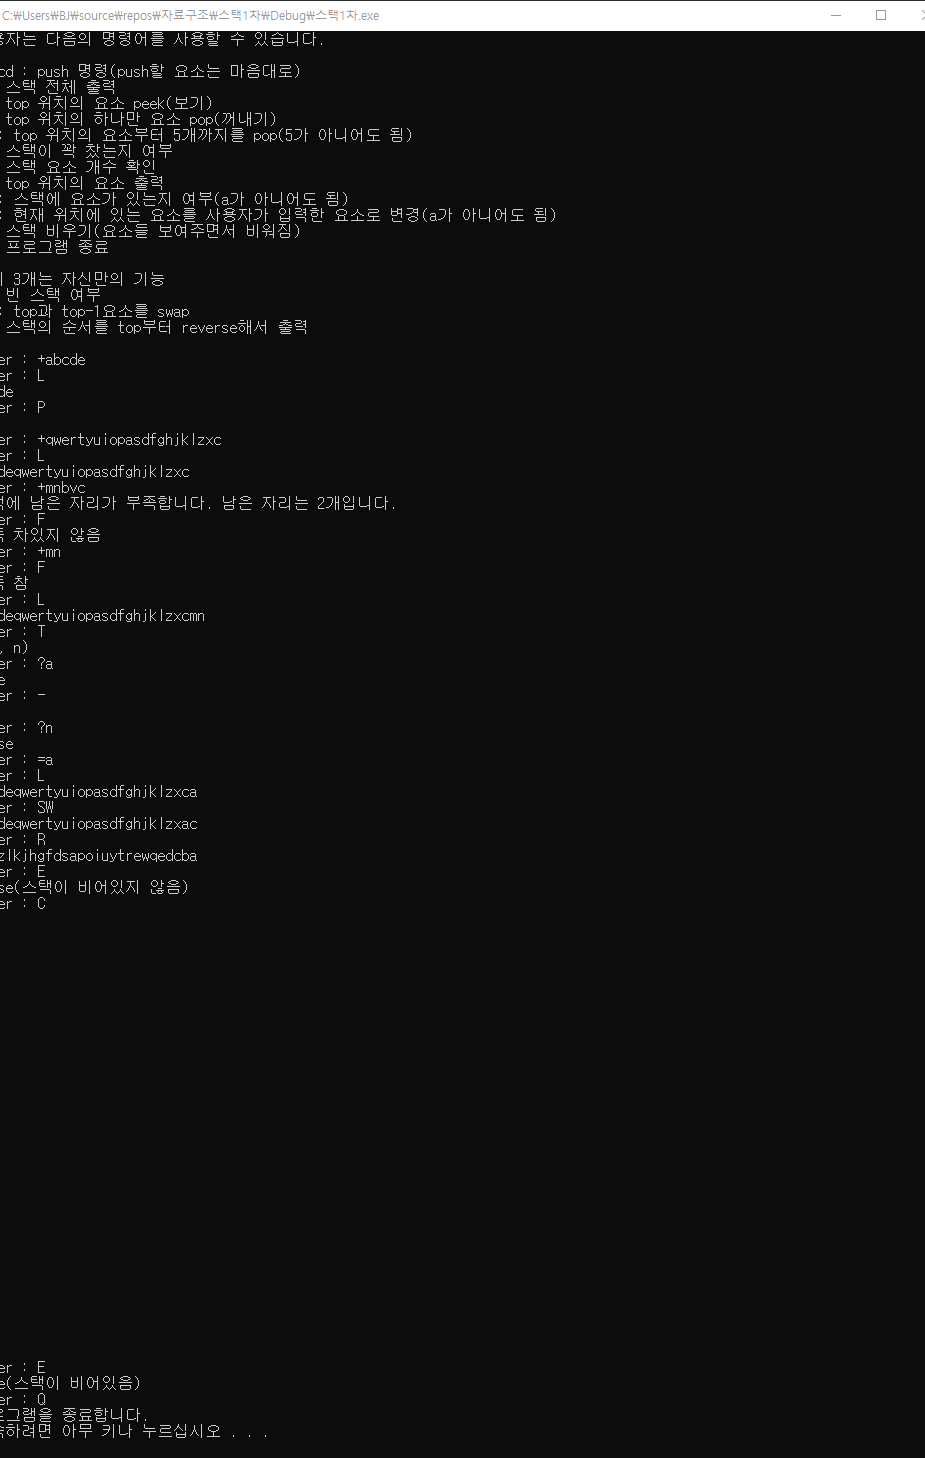 C:\Users\BJ\source\repos\자료구조\스택1차\Debug\스택1차.exe
용자는 다음의 명령어를 사용할 수 있습니다.
cd : push 명령(push할 요소는 마음대로)
스택 전체 출력
top 위치의 요소 peek(보기)
top 위치의 하나만 요소 pop(꺼내기)
: top 위치의 요소부터 5개까지를 pop(5가 아니어도 됨)
스택이 꽉 찼는지 여부
스택 요소 개수 확인
top 위치의 요소 출력
: 스택에 요소가 있는지 여부(a가 아니어도 됨)
: 현재 위치에 있는 요소를 사용자가 입력한 요소로 변경(a가 아니어도 됨)
스택 비우기(요소들 보여주면서 비워짐)
프로그램 종료
3개는 자신만의 기능
빈 스택 여부
: top과 top-1요소를 swap
스택의 순서를 top부터 reverse해서 출력
er : +abcde
er : L
de
er : P
er : +qwertyuiopasdfghjklzxc
er : L
deqwertyuiopasdfghjklzxc
er : +mnbvc
에 남은 자리가 부족합니다. 남은 자리는 2개입니다.
er : F
차있지 않음
er : +mn
er : F
참
er : L
deqwertyuiopasdfghjklzxcmn
er : T
, n)
er : ?a
e
er : -
er : ?n
se
er : =a
er : L
deqwertyuiopasdfghjklzxca
er : SW
deqwertyuiopasdfghjklzxac
er : R
zlkjhgfdsapoiuytrewqedcba
er : E
se(스택이 비어있지 않음)
er : C
er : E
e(스택이 비어있음)
er : Q
로그램을 종료합니다.
속하려면 아무 키나 누르십시오 . . .